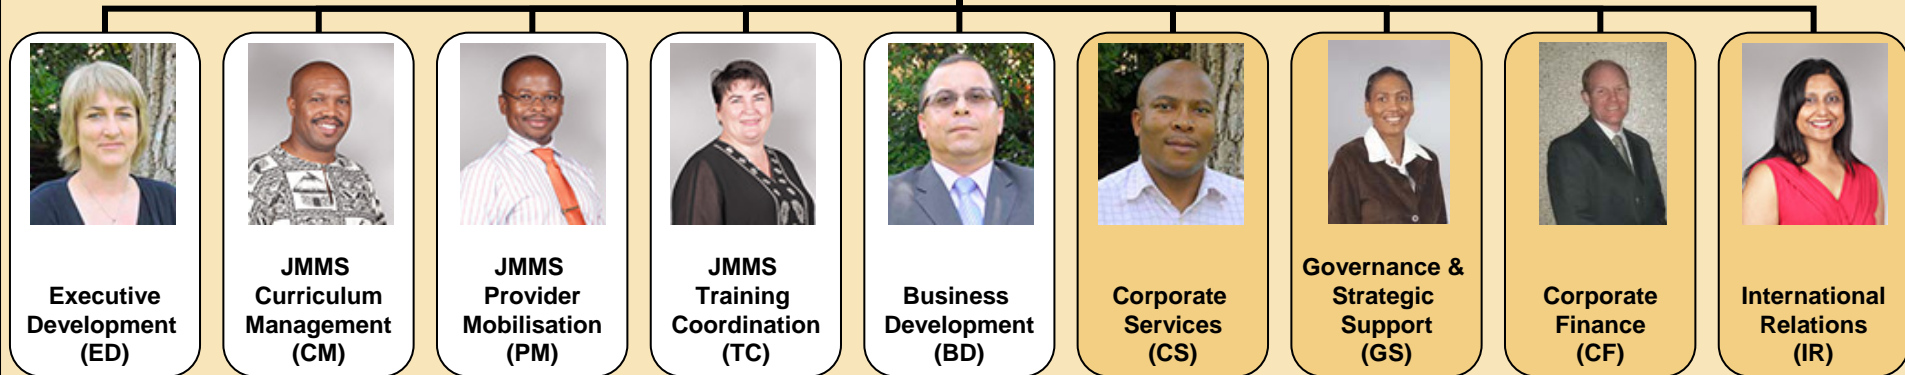 Executive
Development
(ED)
JMMS
Curriculum
Management
(CM)
JMMS
Provider
Mobilisation
(PM)
JMMS
Training
Coordination
(TC)
Business
Development
(BD)
Corporate
Services
(CS)
Governance &
Strategic
Support
(GS)
Corporate
Finance
(CF)
International
Relations
(IR)